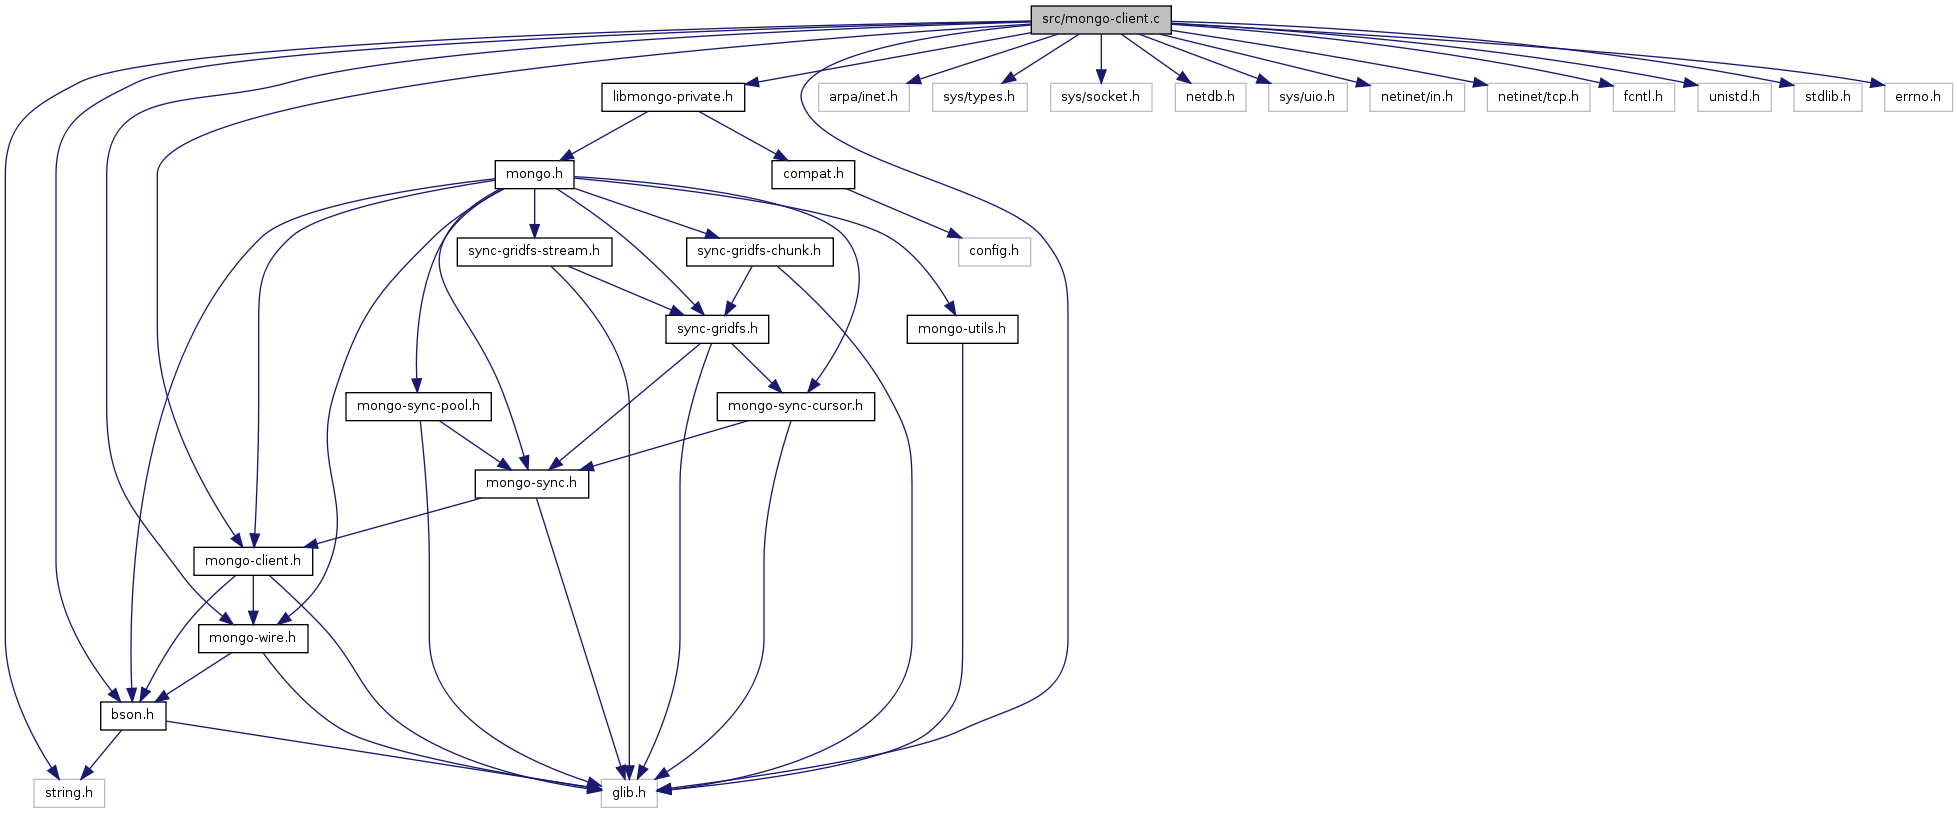 src/mongo-client.c
libmongo-private.h
arpa/inet.h
sys/types.h
sys/socket.h
netdb.h
sys/uio.h
netinet/in.h
netinet/tcp.h
fcntl.h
unistd.h
stdlib.h
errno.h
mongo.h
compat.h
sync-gridfs-stream.h
sync-gridfs-chunk.h
config.h
sync-gridfs.h
mongo-utils.h
mongo-sync-pool.h
mongo-sync-cursor.h
mongo-sync.h
mongo-client.h
mongo-wire.h
bson.h
string.h
glib.h